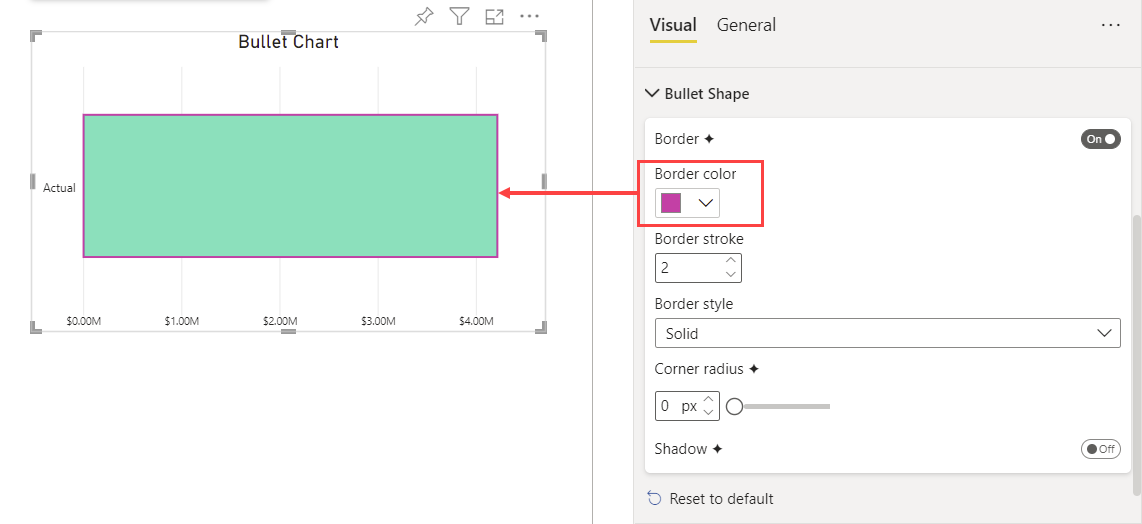 Bullet Chart
Actual
$0.00M $1.00M $2.00M $3.00M $4.00M
Visual General
Bullet Shape
Border
On
Border color
Border stroke
2
Border style
Solid
Corner radius
0 px
Shadow
Off
Reset to default